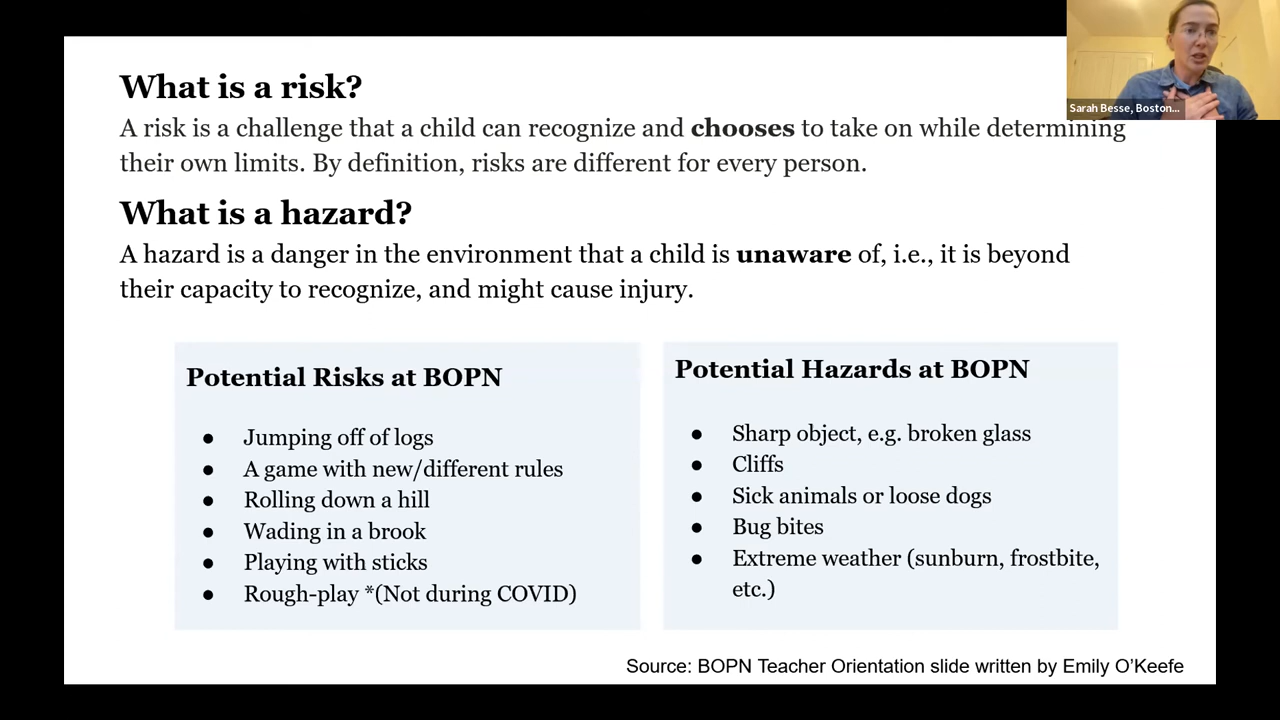 What is a risk?
A risk is a challenge that a child can recognize and chooses to take on while determining
their own limits. By definition, risks are different for every person.
What is a hazard?
A hazard is a danger in the environment that a child is unaware of, i.e., it is beyond
their capacity to recognize, and might cause injury.
Potential Risks at BOPN
● Jumping off of logs
● A game with new/different rules
● Rolling down a hill
● Wading in a brook
● Playing with sticks
● Rough-play *(Not during COVID)
Potential Hazards at BOPN
● Sharp object, e.g. broken glass
● Cliffs
● Sick animals or loose dogs
● Bug bites
● Extreme weather (sunburn, frostbite,
etc.)
Source: BOPN Teacher Orientation slide written by Emily O’Keefe
Sarah Besse, Boston...